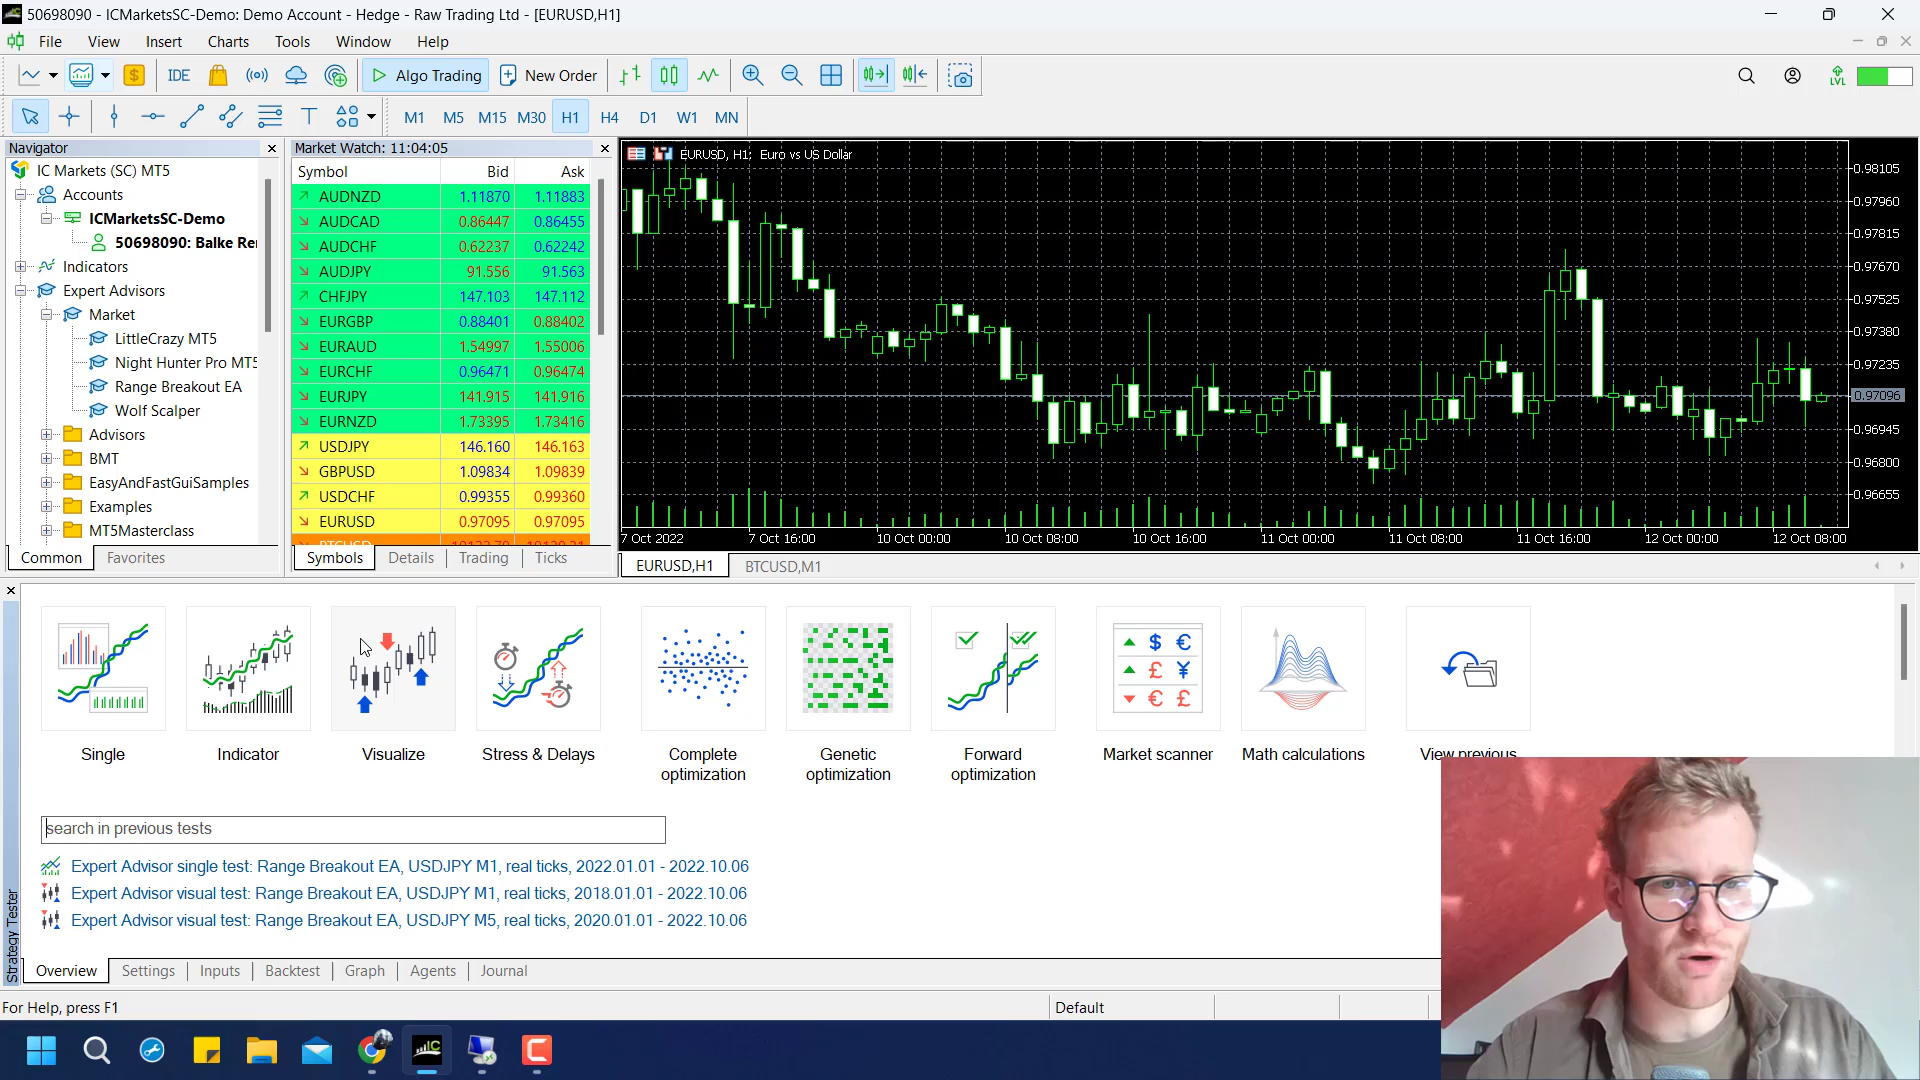 50698090 - ICMarketsSC-Demo: Demo Account - Hedge - Raw Trading Ltd - [EURUSD,H1]
File View Insert Charts Tools Window Help
IDE Algo Trading New Order LVL
M1 M5 M15 M30 H1 H4 D1 W1 MN
Navigator
IC Markets (SC) MT5
Accounts
ICMarketsSC-Demo
50698090: Balke Re
Indicators
Expert Advisors
Market
LittleCrazy MT5
Night Hunter Pro MT5
Range Breakout EA
Wolf Scalper
Advisors
BMT
EasyAndFastGuiSamples
Examples
MT5Masterclass
Common Favorites
Market Watch: 11:04:05
Symbol Bid Ask
AUDNZD 1.11870 1.11883
AUDCAD 0.86447 0.86455
AUDCHF 0.62237 0.62242
AUDJPY 91.556 91.563
CHFJPY 147.103 147.112
EURGBP 0.88401 0.88402
EURAUD 1.54997 1.55006
EURCHF 0.96471 0.96474
EURJPY 141.915 141.916
EURNZD 1.73395 1.73416
USDJPY 146.160 146.163
GBPUSD 1.09834 1.09839
USDCHF 0.99355 0.99360
EURUSD 0.97095 0.97095
Symbols Details Trading Ticks
EURUSD, H1: Euro vs US Dollar
0.98105
0.97960
0.97815
0.97670
0.97525
0.97380
0.97235
0.97096
0.96945
0.96800
0.96655
7 Oct 2022 7 Oct 16:00 10 Oct 00:00 10 Oct 08:00 10 Oct 16:00 11 Oct 00:00 11 Oct 08:00 11 Oct 16:00 12 Oct 00:00 12 Oct 08:00
EURUSD,H1 BTCUSD,M1
Single
Indicator
Visualize
Stress & Delays
Complete
optimization
Genetic
optimization
Forward
optimization
Market scanner
Math calculations
View previous
search in previous tests
Expert Advisor single test: Range Breakout EA, USDJPY M1, real ticks, 2022.01.01 - 2022.10.06
Expert Advisor visual test: Range Breakout EA, USDJPY M1, real ticks, 2018.01.01 - 2022.10.06
Expert Advisor visual test: Range Breakout EA, USDJPY M5, real ticks, 2020.01.01 - 2022.10.06
Strategy Tester
Overview Settings Inputs Backtest Graph Agents Journal
For Help, press F1
Default